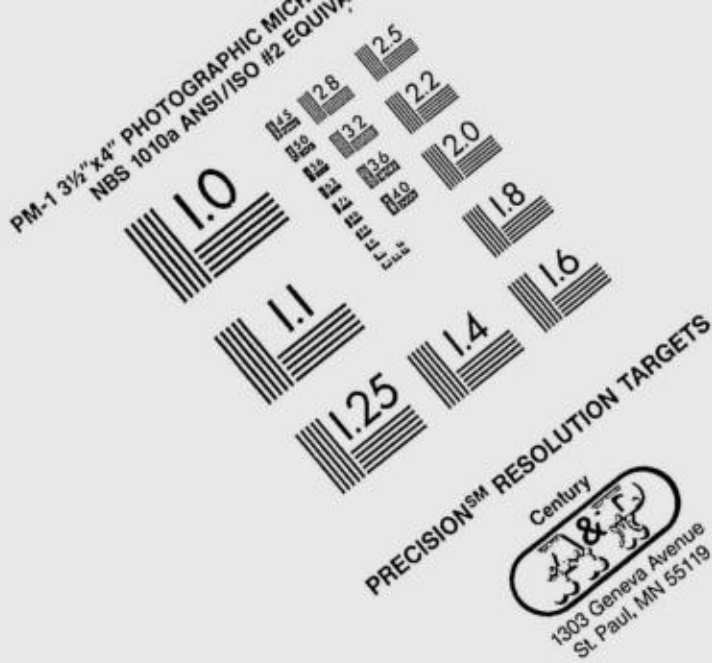 PM-1 3½"x4" PHOTOGRAPHIC
NBS 1010a ANSI/ISO #2
4.5 2.8 2.5
5.0 3.2 2.2
3.6 2.0
4.0
1.0
1.8
1.1
1.6
1.4
1.25
PRECISION℠ RESOLUTION TARGETS
Century
&
1303 Geneva Avenue
St. Paul, MN 55119